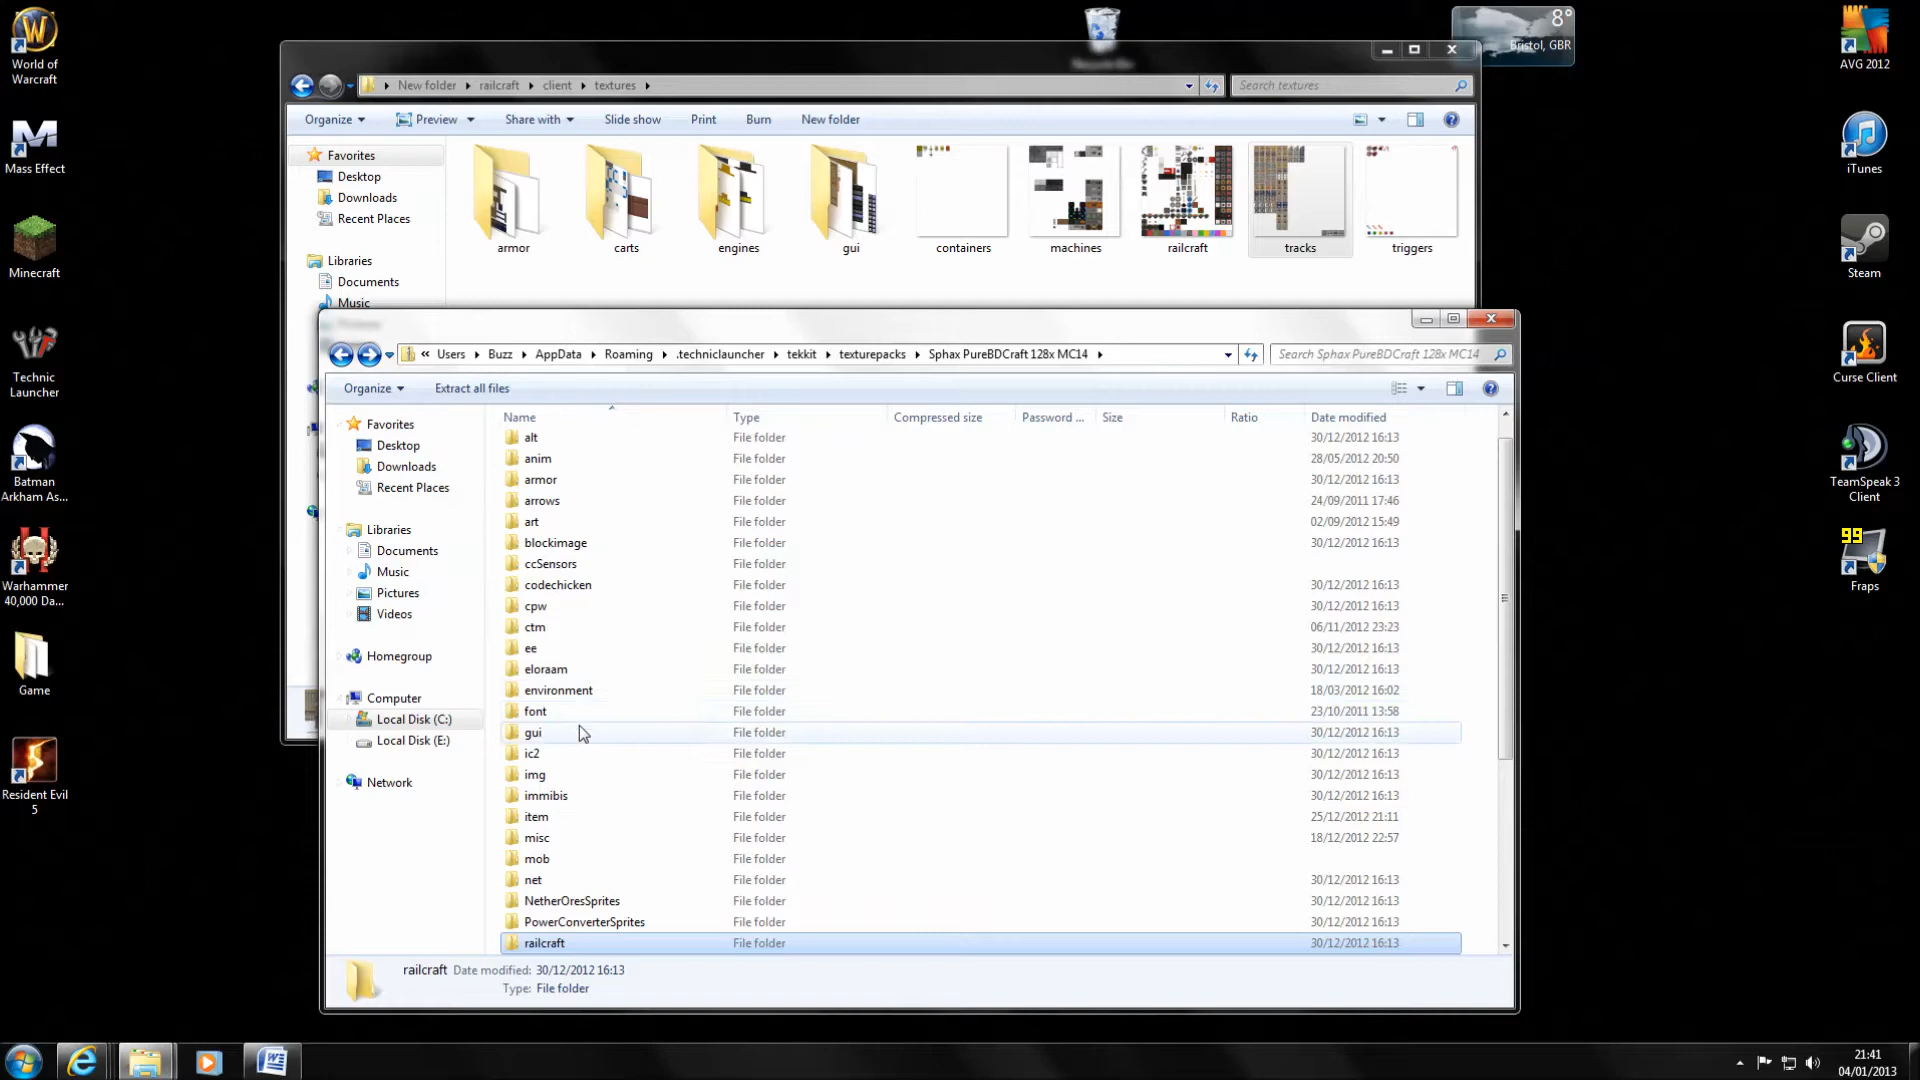 World of
Warcraft
Mass Effect
Minecraft
Technic
Launcher
Batman
Arkham As...
Warhammer
40,000 Da...
Game
Resident Evil
5
8°
Bristol, GBR
AVG 2012
iTunes
Steam
Curse Client
TeamSpeak 3
Client
99
Fraps
New folder railcraft client textures
Search textures
Organize Preview Share with Slide show Print Burn New folder
Favorites
Desktop
Downloads
Recent Places
Libraries
Documents
Music
armor carts engines gui containers machines railcraft tracks triggers
« Users Buzz AppData Roaming .techniclauncher tekkit texturepacks Sphax PureBDCraft 128x MC14
Search Sphax PureBDCraft 128x MC14
Organize Extract all files
Favorites
Desktop
Downloads
Recent Places
Libraries
Documents
Music
Pictures
Videos
Homegroup
Computer
Local Disk (C:)
Local Disk (E:)
Network
Name Type Compressed size Password ... Size Ratio Date modified
alt File folder 30/12/2012 16:13
anim File folder 28/05/2012 20:50
armor File folder 30/12/2012 16:13
arrows File folder 24/09/2011 17:46
art File folder 02/09/2012 15:49
blockimage File folder 30/12/2012 16:13
ccSensors File folder
codechicken File folder 30/12/2012 16:13
cpw File folder 30/12/2012 16:13
ctm File folder 06/11/2012 23:23
ee File folder 30/12/2012 16:13
eloraam File folder 30/12/2012 16:13
environment File folder 18/03/2012 16:02
font File folder 23/10/2011 13:58
gui File folder 30/12/2012 16:13
ic2 File folder 30/12/2012 16:13
img File folder 30/12/2012 16:13
immibis File folder 30/12/2012 16:13
item File folder 25/12/2012 21:11
misc File folder 18/12/2012 22:57
mob File folder
net File folder 30/12/2012 16:13
NetherOresSprites File folder 30/12/2012 16:13
PowerConverterSprites File folder 30/12/2012 16:13
railcraft File folder 30/12/2012 16:13
railcraft Date modified: 30/12/2012 16:13
Type: File folder
21:41
04/01/2013